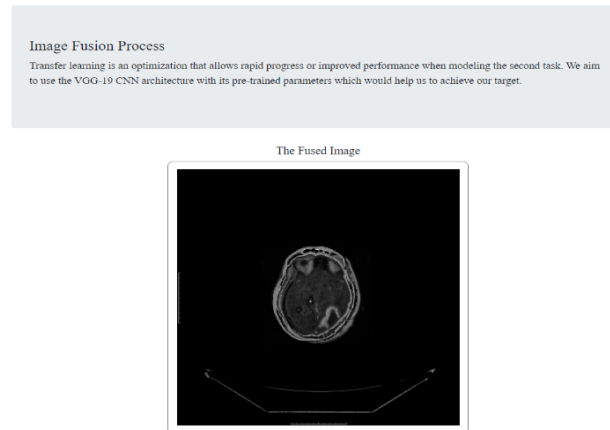 Image Fusion Process
Transfer learning is an optimization that allows rapid progress or improved performance when modeling the second task. We aim
to use the VGG-19 CNN architecture with its pre-trained parameters which would help us to achieve our target.
The Fused Image